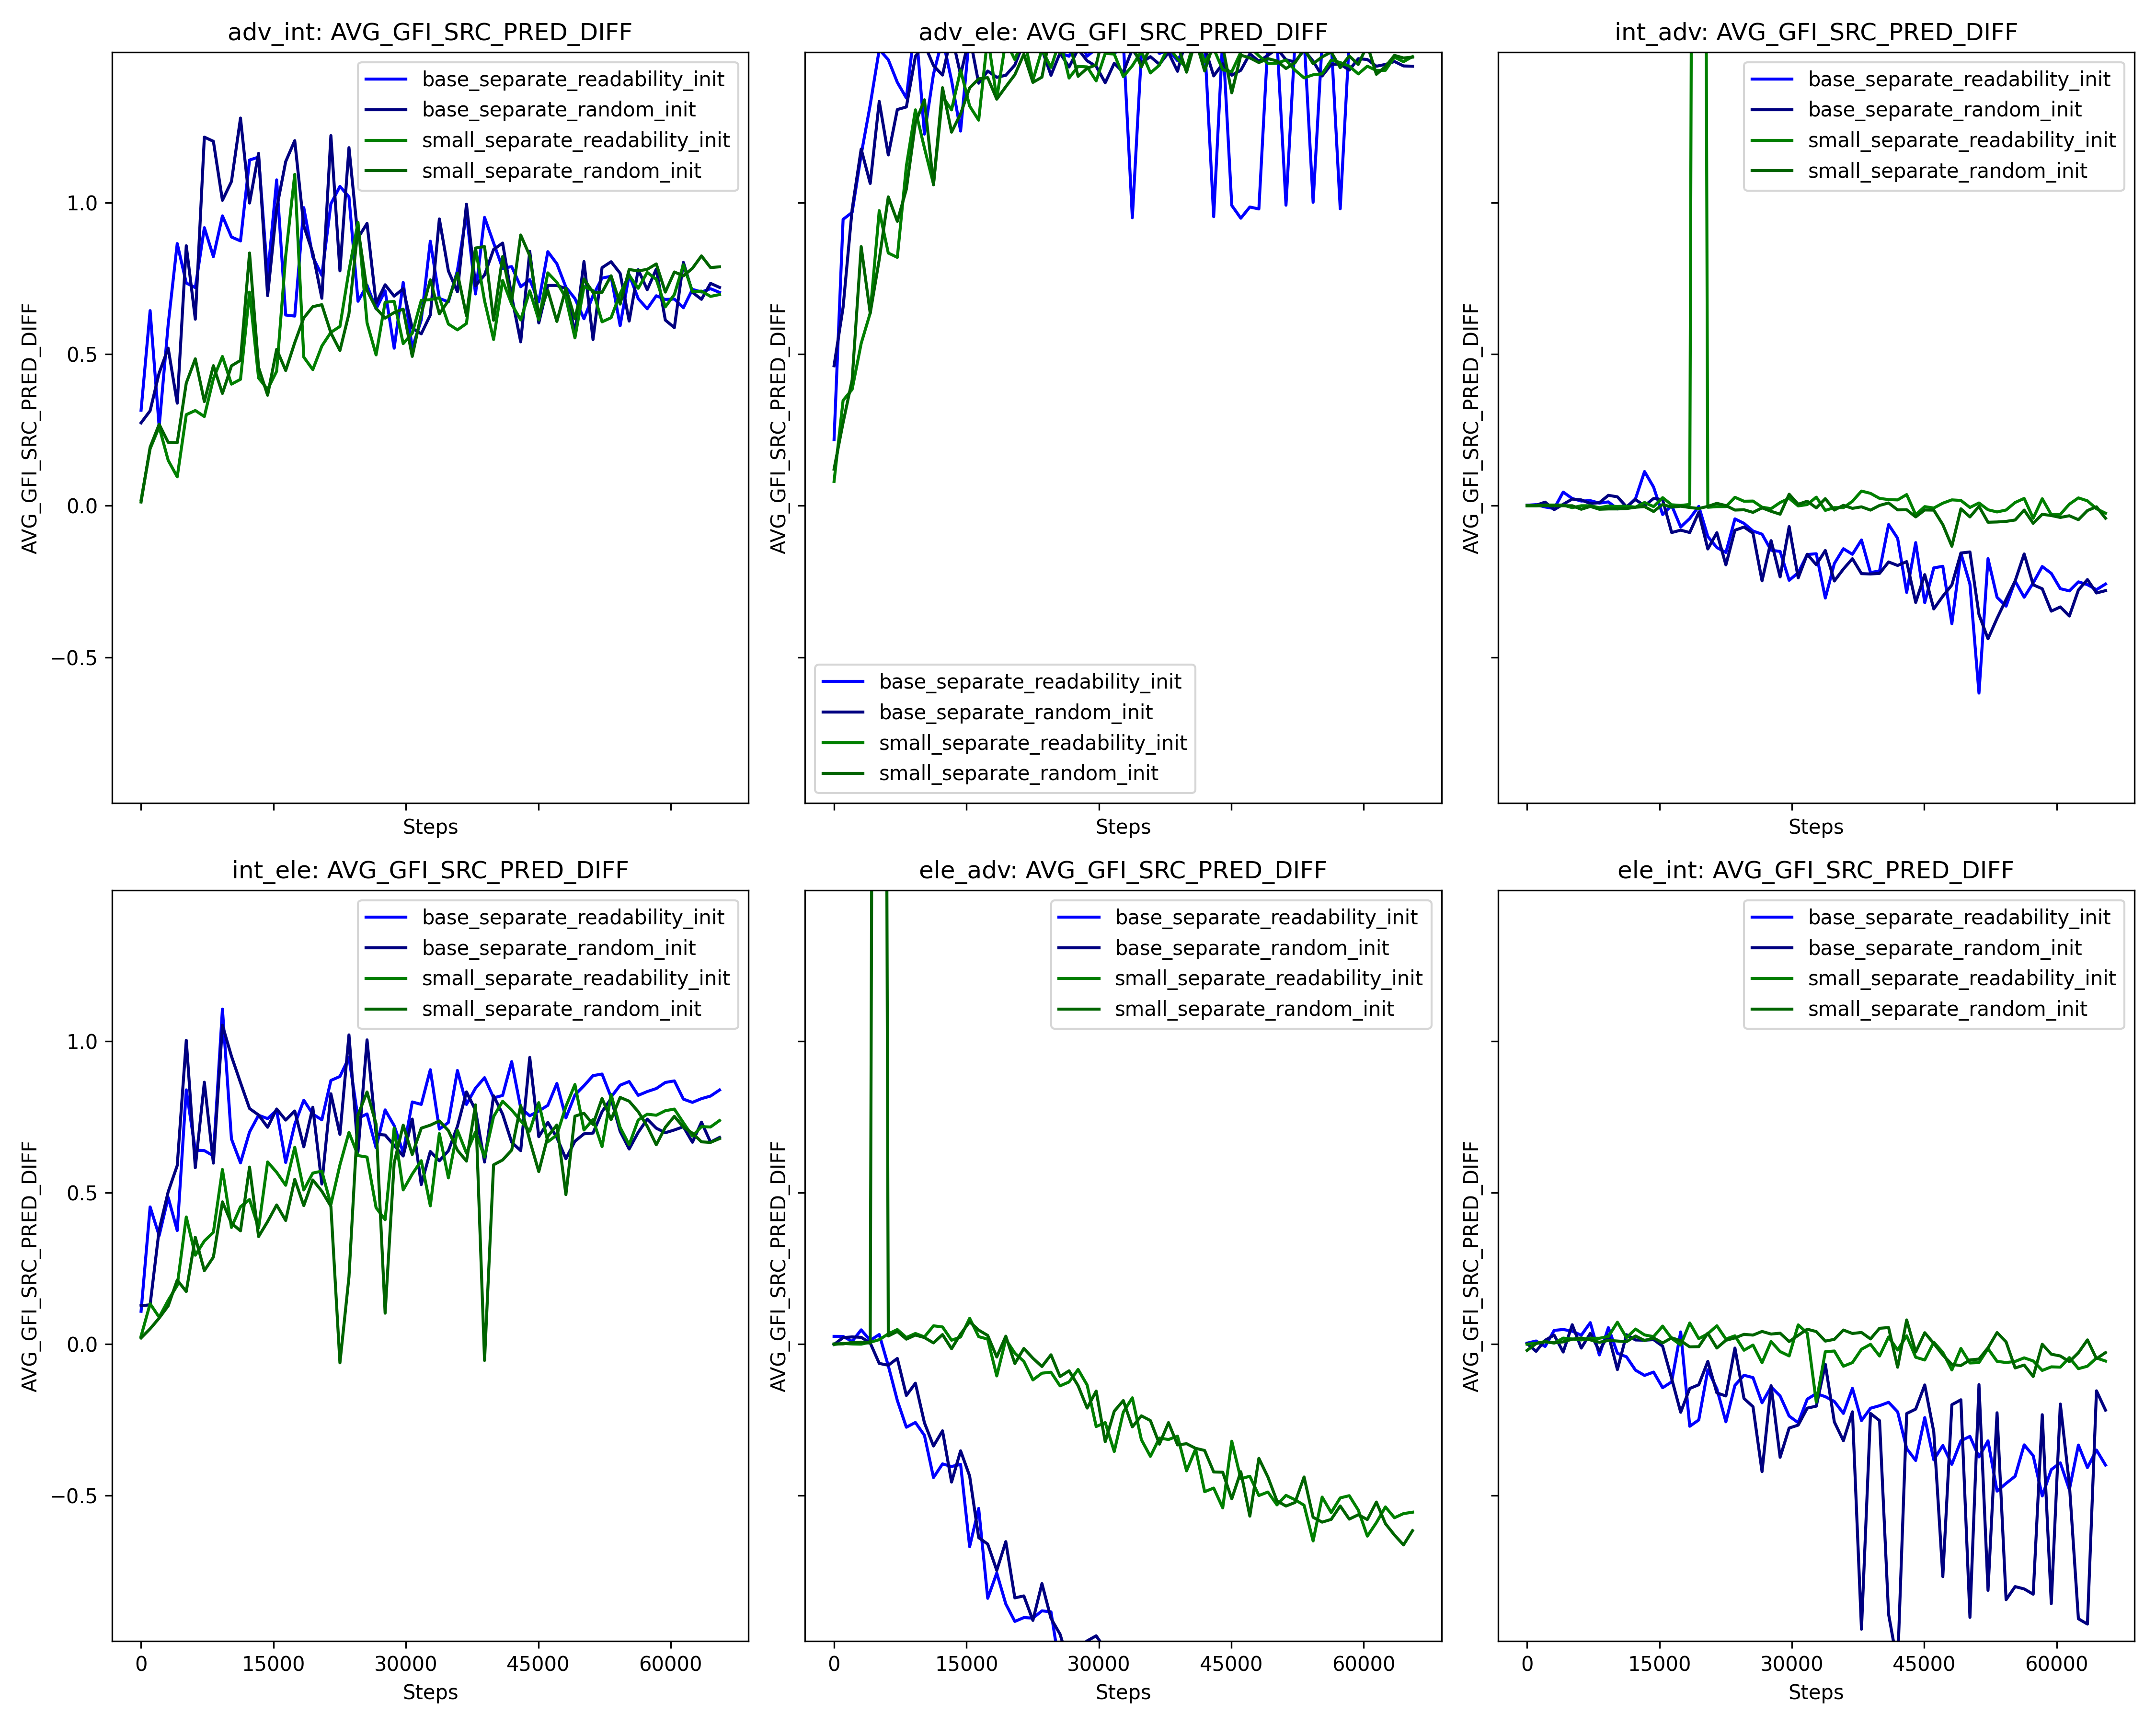 adv_int: AVG_GFI_SRC_PRED_DIFF
AVG_GFI_SRC_PRED_DIFF
1.0
0.5
0.0
−0.5
base_separate_readability_init
base_separate_random_init
small_separate_readability_init
small_separate_random_init
Steps
adv_ele: AVG_GFI_SRC_PRED_DIFF
AVG_GFI_SRC_PRED_DIFF
base_separate_readability_init
base_separate_random_init
small_separate_readability_init
small_separate_random_init
Steps
int_adv: AVG_GFI_SRC_PRED_DIFF
AVG_GFI_SRC_PRED_DIFF
base_separate_readability_init
base_separate_random_init
small_separate_readability_init
small_separate_random_init
Steps
int_ele: AVG_GFI_SRC_PRED_DIFF
AVG_GFI_SRC_PRED_DIFF
1.0
0.5
0.0
−0.5
base_separate_readability_init
base_separate_random_init
small_separate_readability_init
small_separate_random_init
0 15000 30000 45000 60000
Steps
ele_adv: AVG_GFI_SRC_PRED_DIFF
AVG_GFI_SRC_PRED_DIFF
base_separate_readability_init
base_separate_random_init
small_separate_readability_init
small_separate_random_init
0 15000 30000 45000 60000
Steps
ele_int: AVG_GFI_SRC_PRED_DIFF
AVG_GFI_SRC_PRED_DIFF
base_separate_readability_init
base_separate_random_init
small_separate_readability_init
small_separate_random_init
0 15000 30000 45000 60000
Steps